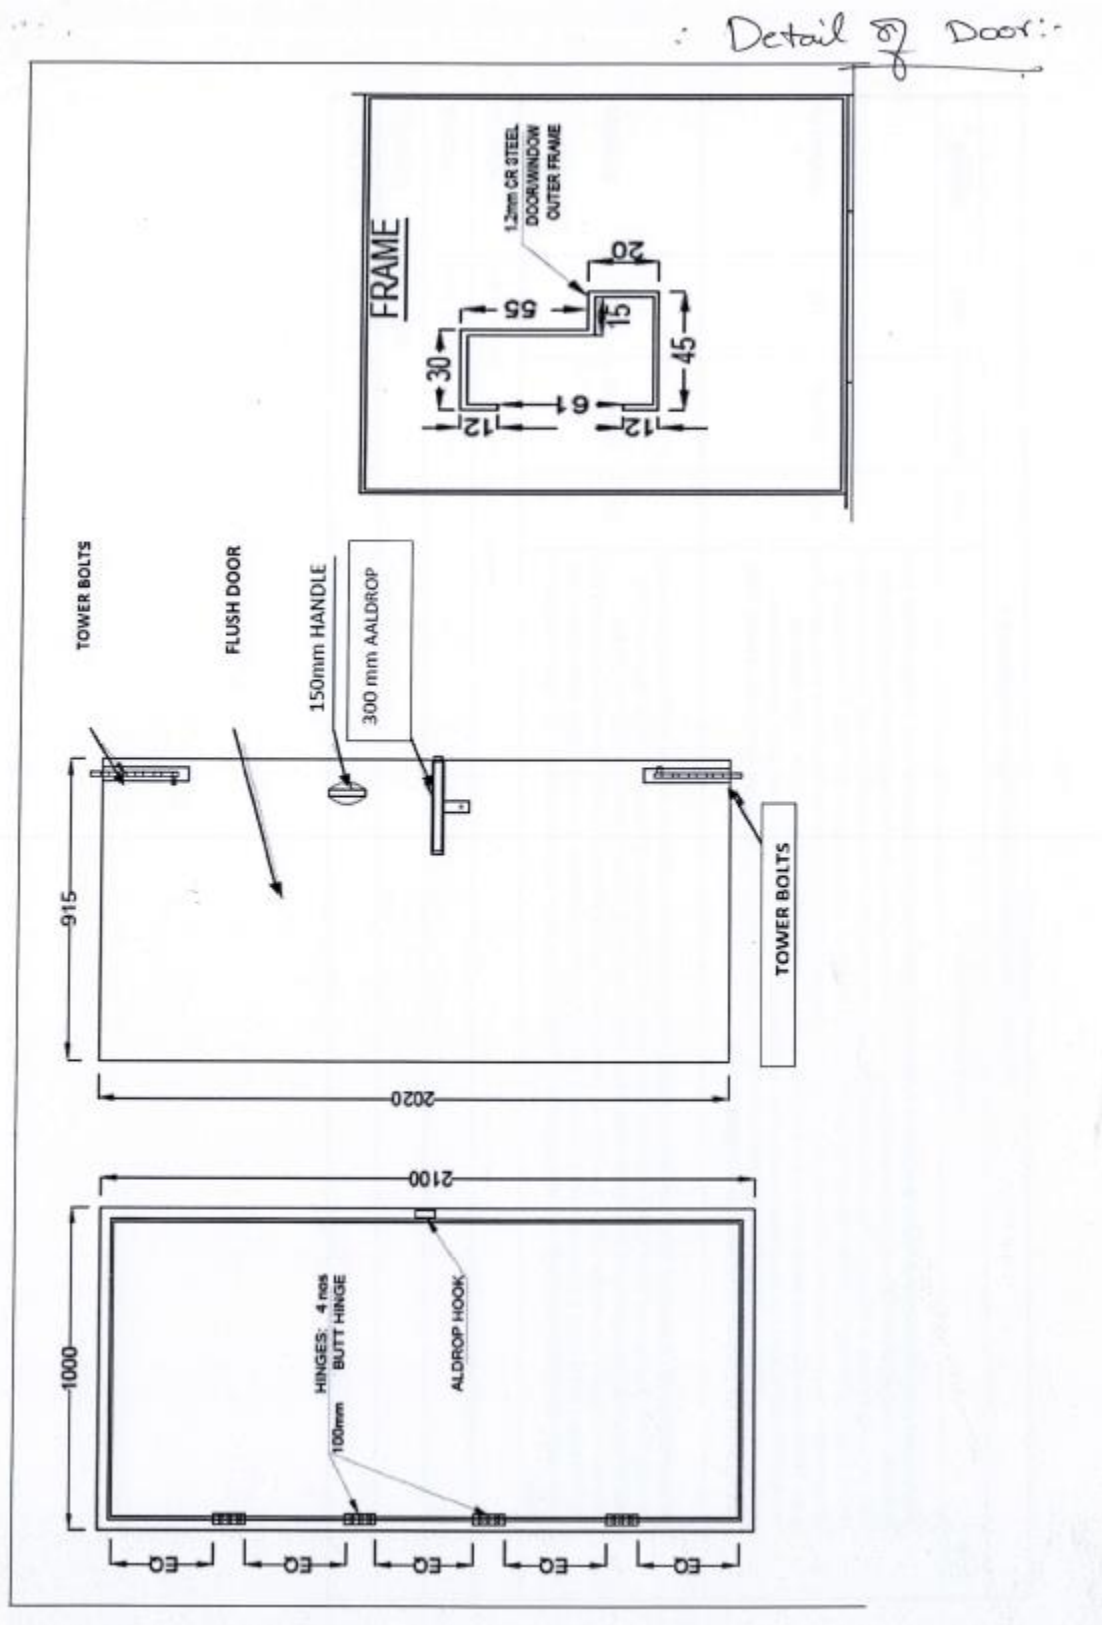 : Detail of Door:-
FRAME
1.2mm CR STEEL
DOOR/WINDOW
OUTER FRAME
20
55
15
30
45
61
12
12
TOWER BOLTS
FLUSH DOOR
150mm HANDLE
300 mm AALDROP
915
TOWER BOLTS
2020
2100
1000
HINGES: 4 nos
100mm BUTT HINGE
ALDROP HOOK
EQ
EQ
EQ
EQ
EQ